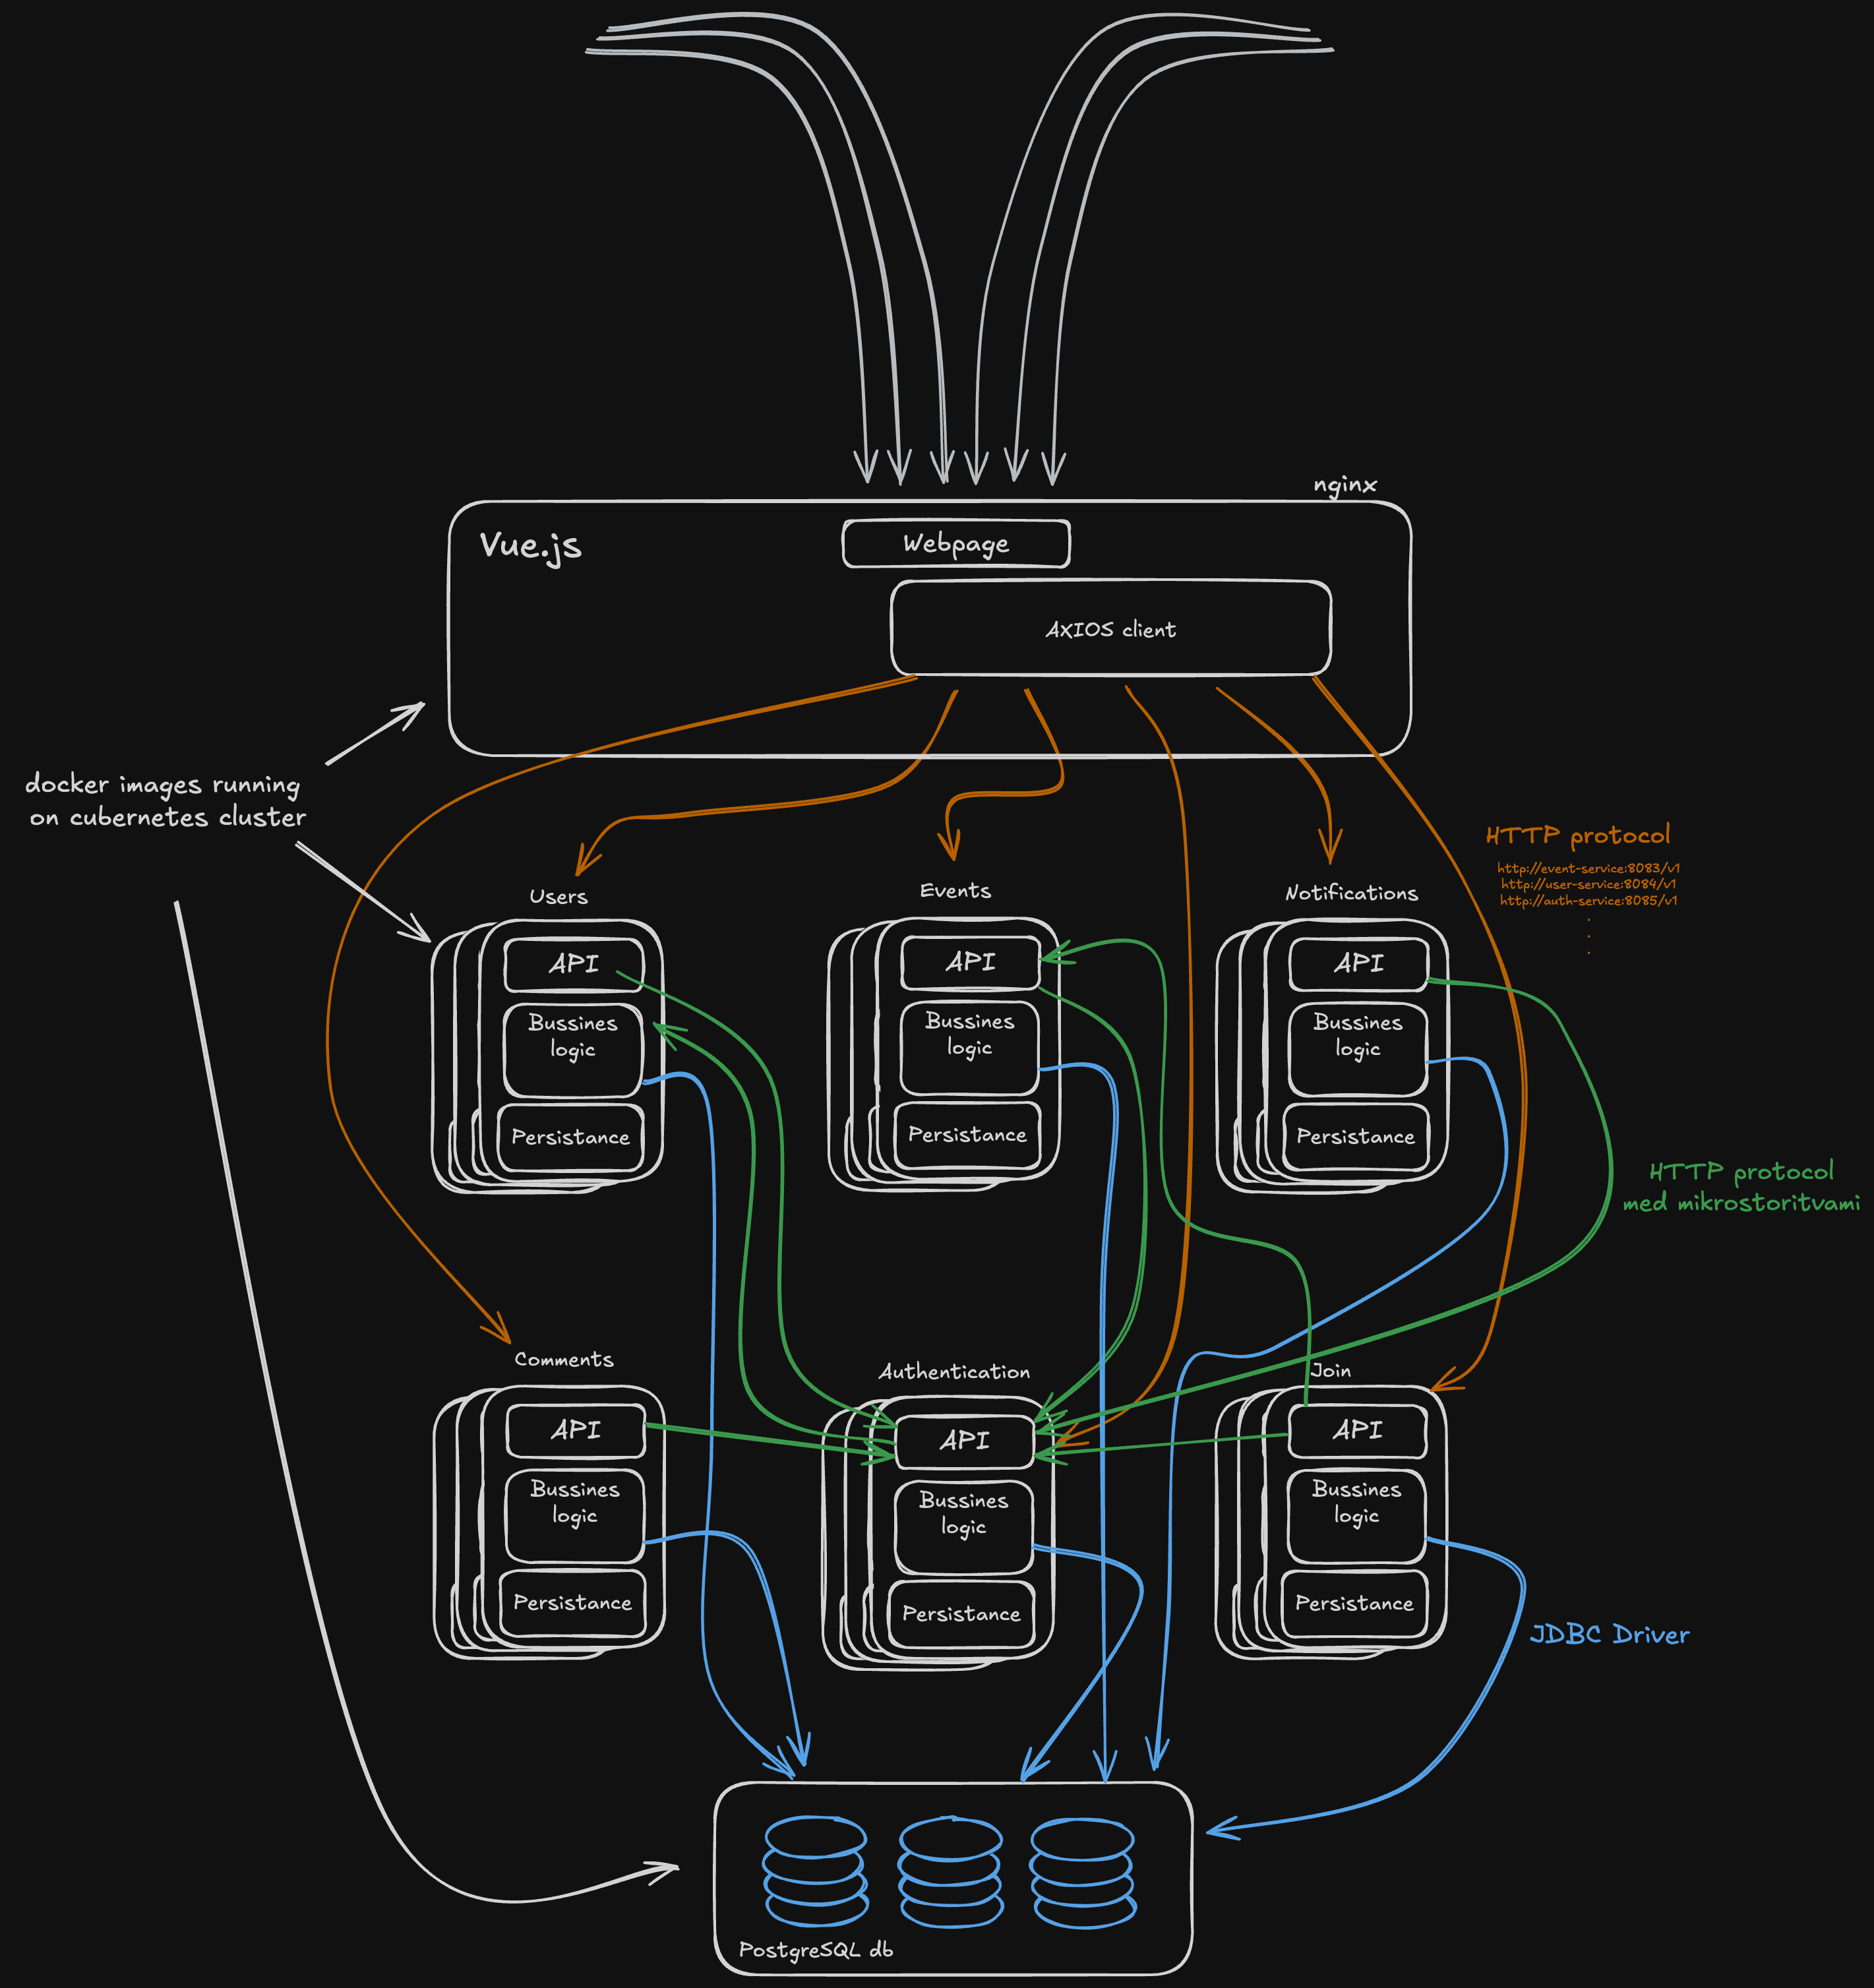 nginx
Vue.js
Webpage
AXIOS client
docker images running
on cubernetes cluster
HTTP protocol
http://event-service:8083/v1
http://user-service:8084/v1
http://auth-service:8085/v1
.
.
.
Users
API
Bussines
logic
Persistance
Events
API
Bussines
logic
Persistance
Notifications
API
Bussines
logic
Persistance
HTTP protocol
med mikrostoritvami
Comments
API
Bussines
logic
Persistance
Authentication
API
Bussines
logic
Persistance
Join
API
Bussines
logic
Persistance
JDBC Driver
PostgreSQL db